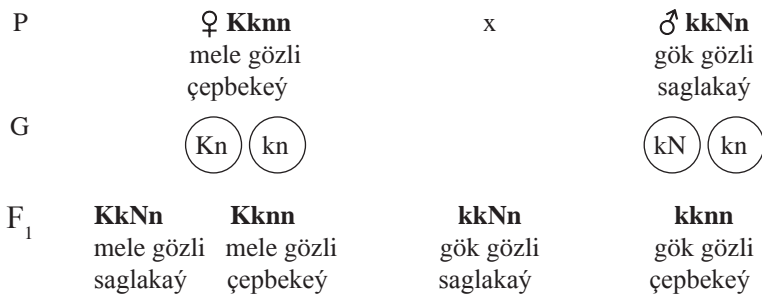 P ♀ Kknn x ♂ kkNn
mele gözli gök gözli
çepbekeý saglakaý
G Kn kn kN kn
F1 KkNn Kknn kkNn kknn
mele gözli mele gözli gök gözli gök gözli
saglakaý çepbekeý saglakaý çepbekeý